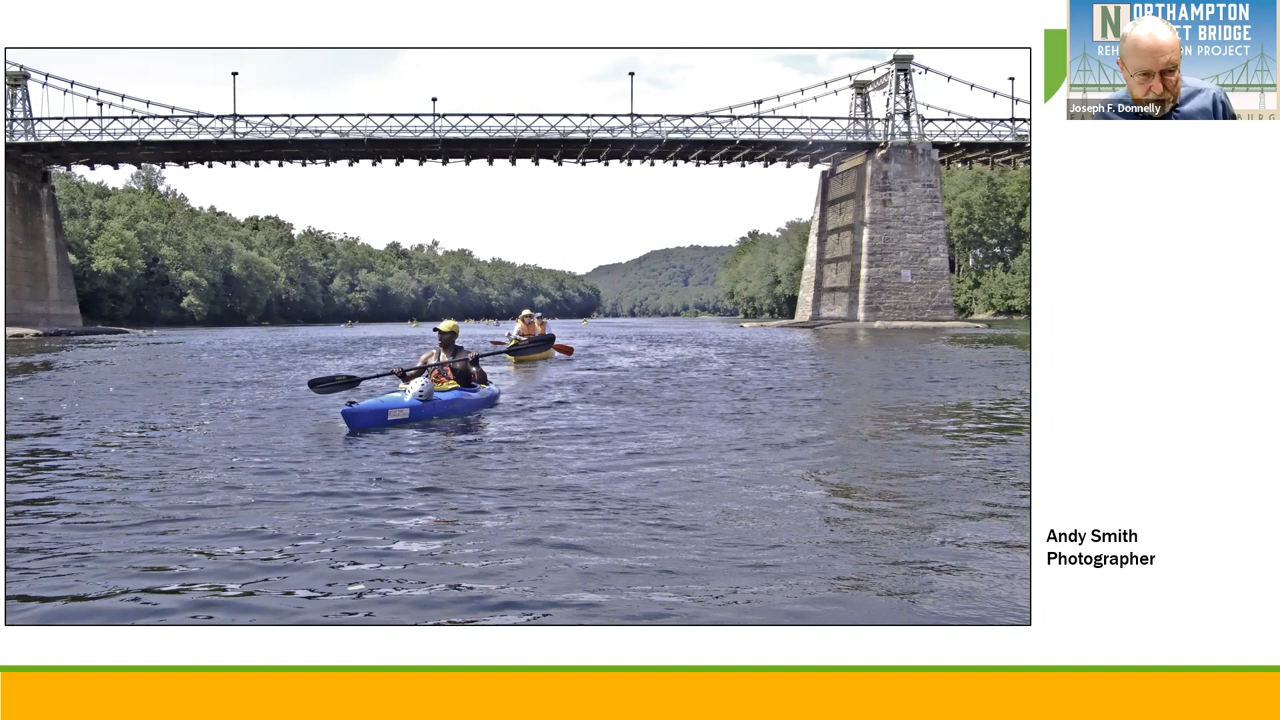 N
ORTHAMPTON
BRIDGE
PROJECT
Joseph F. Donnelly
Andy Smith
Photographer